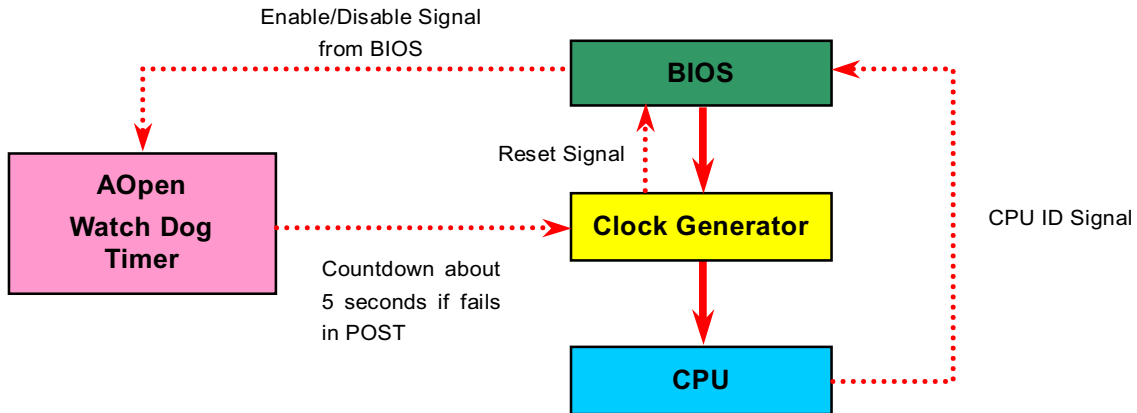 Enable/Disable Signal
from BIOS
BIOS
Reset Signal
AOpen
Watch Dog
Timer
Clock Generator
CPU ID Signal
Countdown about
5 seconds if fails
in POST
CPU